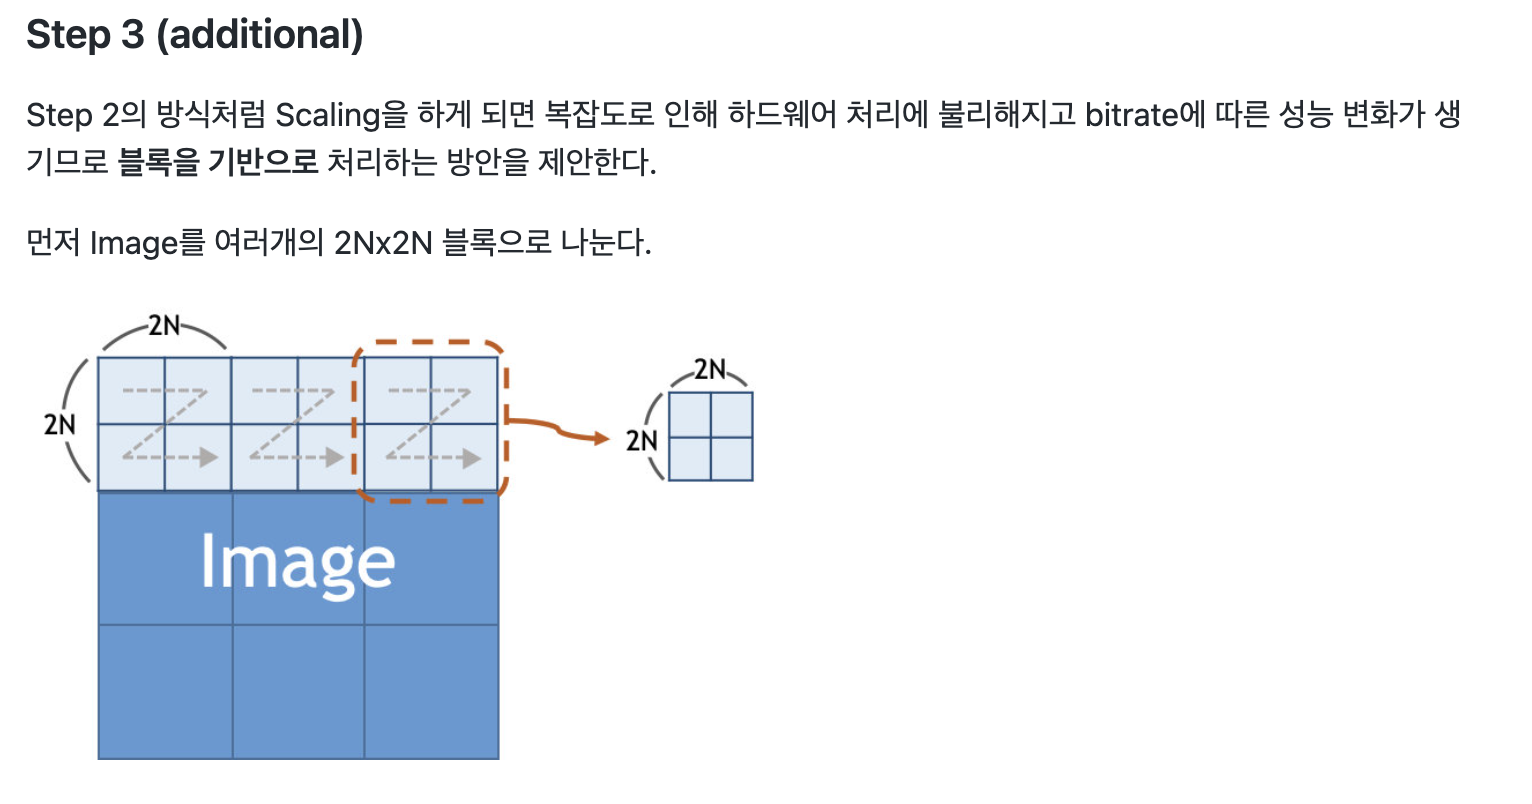 Step 3 (additional)
Step 2의 방식처럼 Scaling을 하게 되면 복잡도로 인해 하드웨어 처리에 불리해지고 bitrate에 따른 성능 변화가 생
기므로 블록을 기반으로 처리하는 방안을 제안한다.
먼저 Image를 여러개의 2Nx2N 블록으로 나눈다.
2N
2N
2N
2N
Image